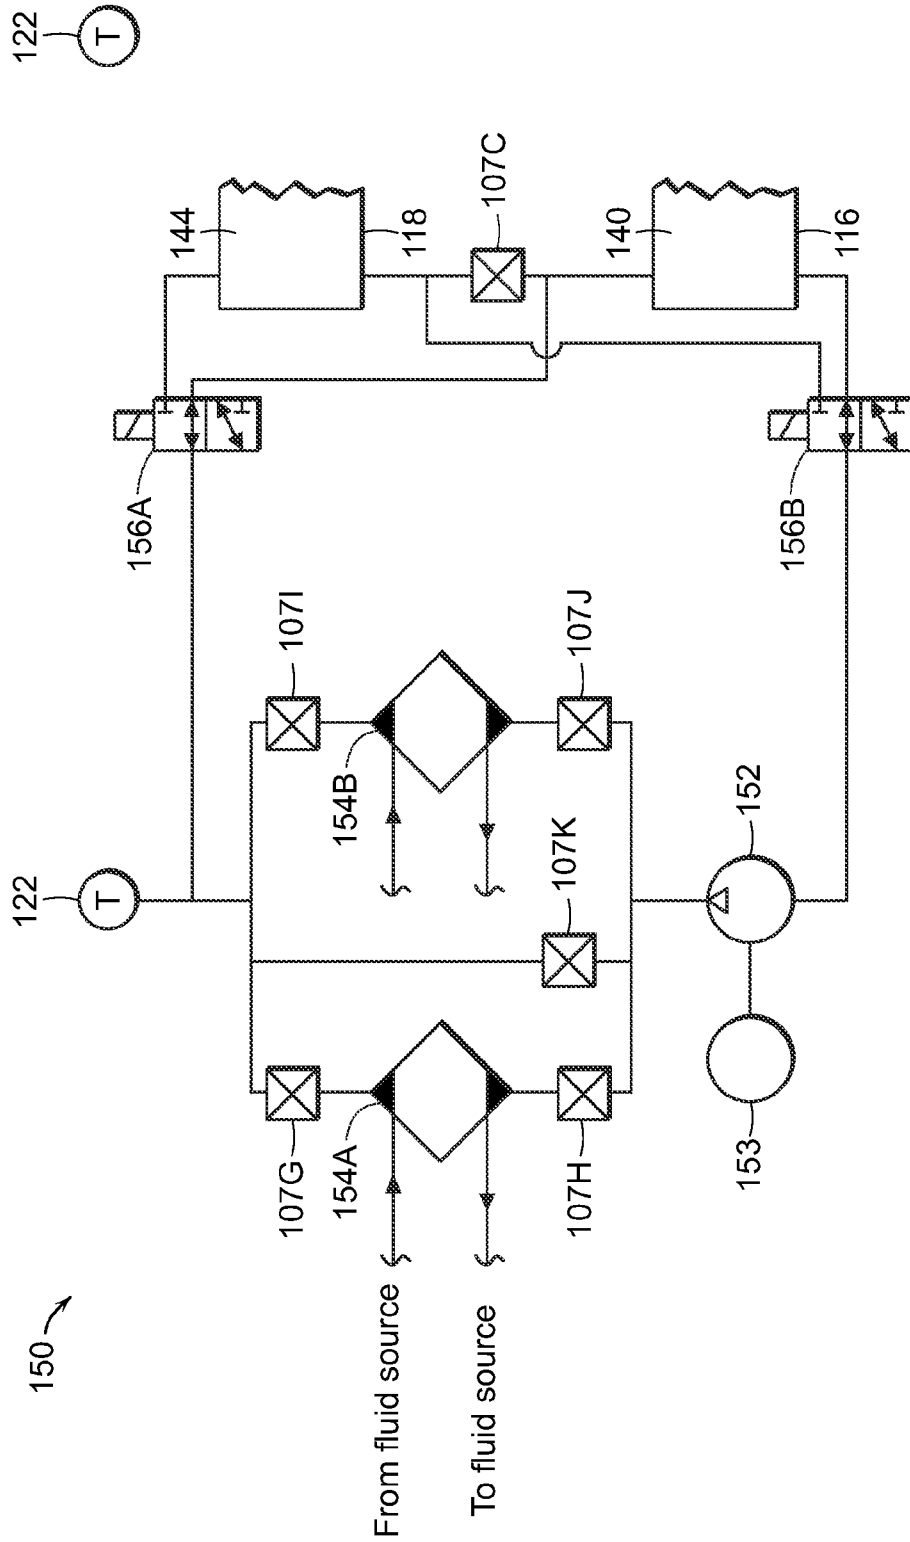 150
From fluid source
To fluid source
122
T
107G
154A
107H
153
107K
152
107I
154B
107J
156A
156B
144
118
107C
140
116
122
T